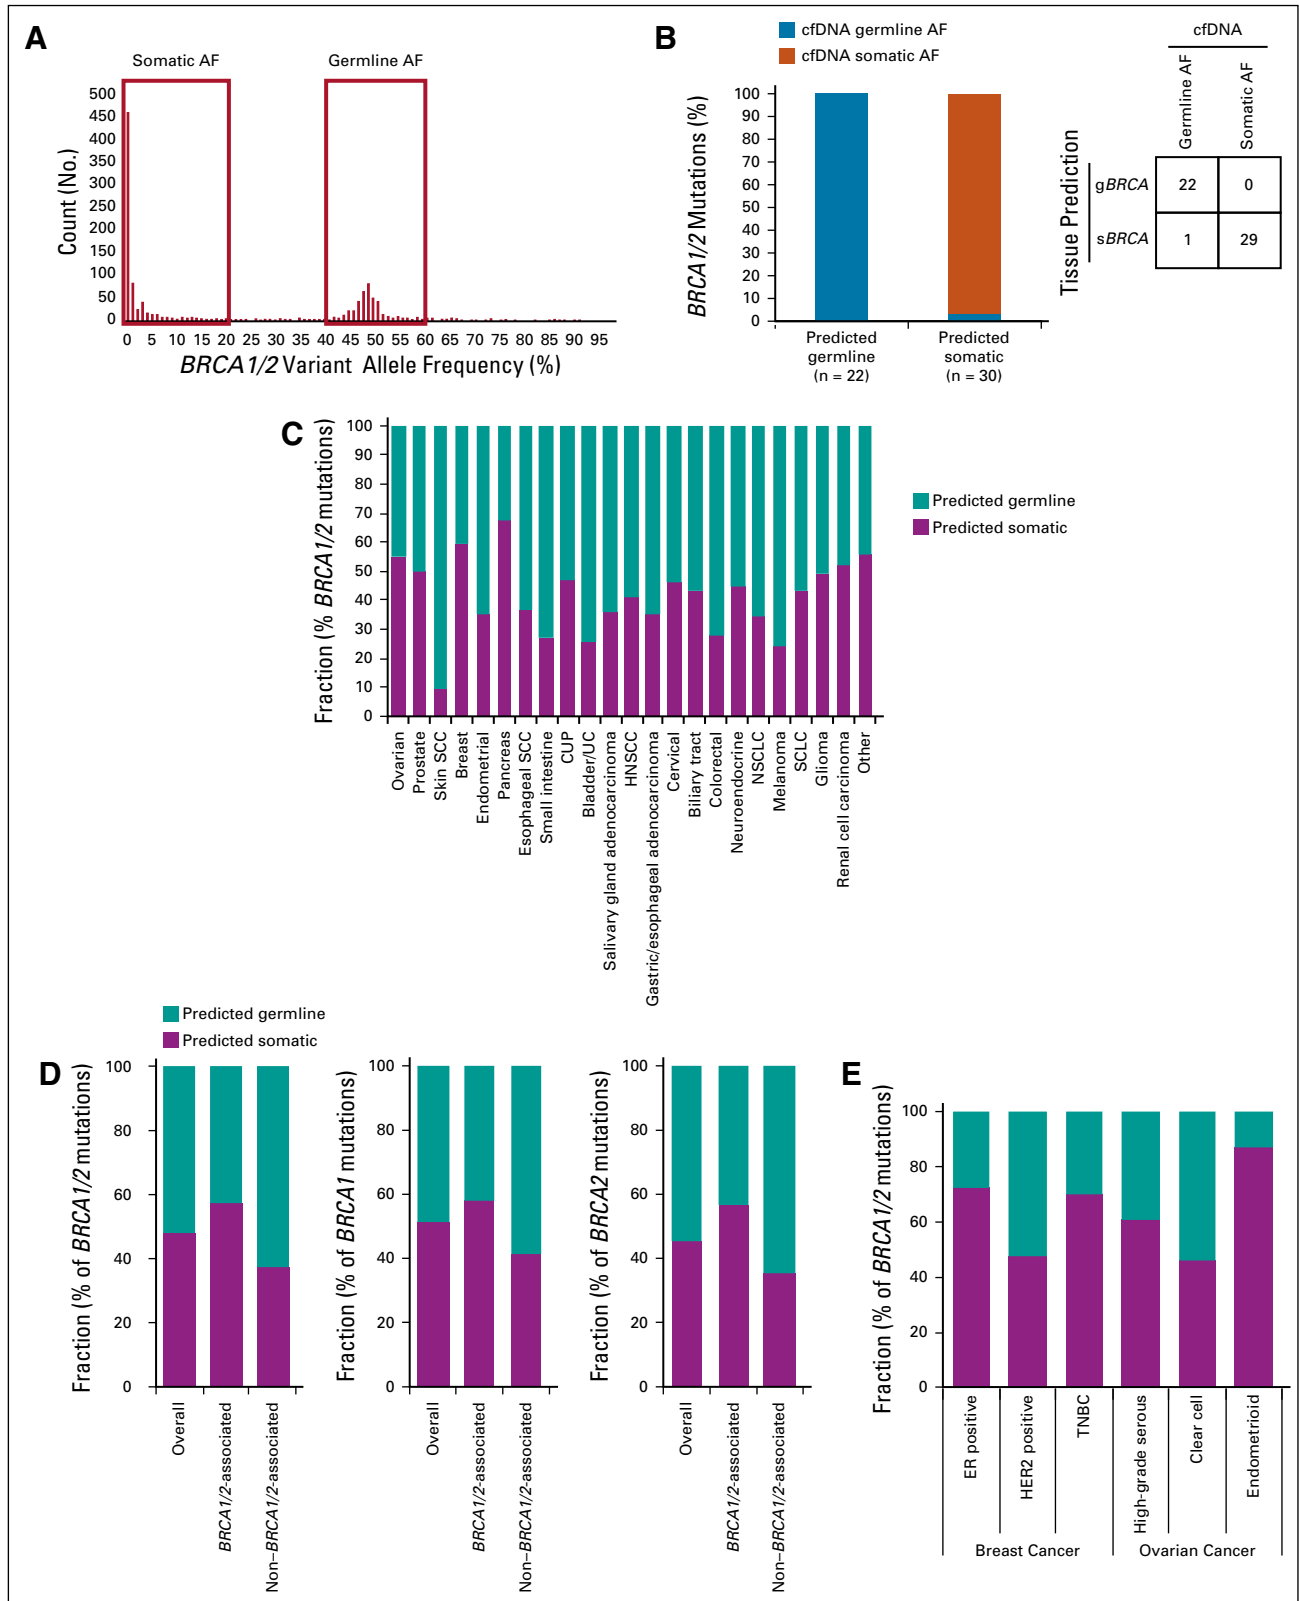 A
Somatic AF
Germline AF
Count (No.)
500
450
400
350
300
250
200
150
100
50
0
0 5 15 10 20 25 30 35 40 45 50 55 60 65 70 75 80 85 90 95
BRCA1/2 Variant Allele Frequency (%)
B
cfDNA germline AF
cfDNA somatic AF
BRCA1/2 Mutations (%)
100
90
80
70
60
50
40
30
20
10
0
Predicted germline (n = 22)
Predicted somatic (n = 30)
cfDNA
Germline AF
Somatic AF
Tissue Prediction
gBRCA 22 0
sBRCA 1 29
C
Fraction (% BRCA1/2 mutations)
100
90
80
70
60
50
40
30
20
10
0
Predicted germline
Predicted somatic
Ovarian
Prostate
Skin SCC
Breast
Endometrial
Pancreas
Esophageal SCC
Small intestine
CUP
Bladder/UC
Salivary gland adenocarcinoma
HNSCC
Gastric/esophageal adenocarcinoma
Cervical
Biliary tract
Colorectal
Neuroendocrine
NSCLC
Melanoma
SCLC
Glioma
Renal cell carcinoma
Other
Predicted germline
Predicted somatic
D
Fraction (% of BRCA1/2 mutations)
100
80
60
40
20
0
Overall
BRCA1/2-associated
Non–BRCA1/2-associated
Fraction (% of BRCA1 mutations)
100
80
60
40
20
0
Overall
BRCA1/2-associated
Non–BRCA1/2-associated
Fraction (% of BRCA2 mutations)
100
80
60
40
20
0
Overall
BRCA1/2-associated
Non–BRCA1/2-associated
E
Fraction (% of BRCA1/2 mutations)
100
80
60
40
20
0
ER positive
HER2 positive
TNBC
High-grade serous
Clear cell
Endometrioid
Breast Cancer
Ovarian Cancer